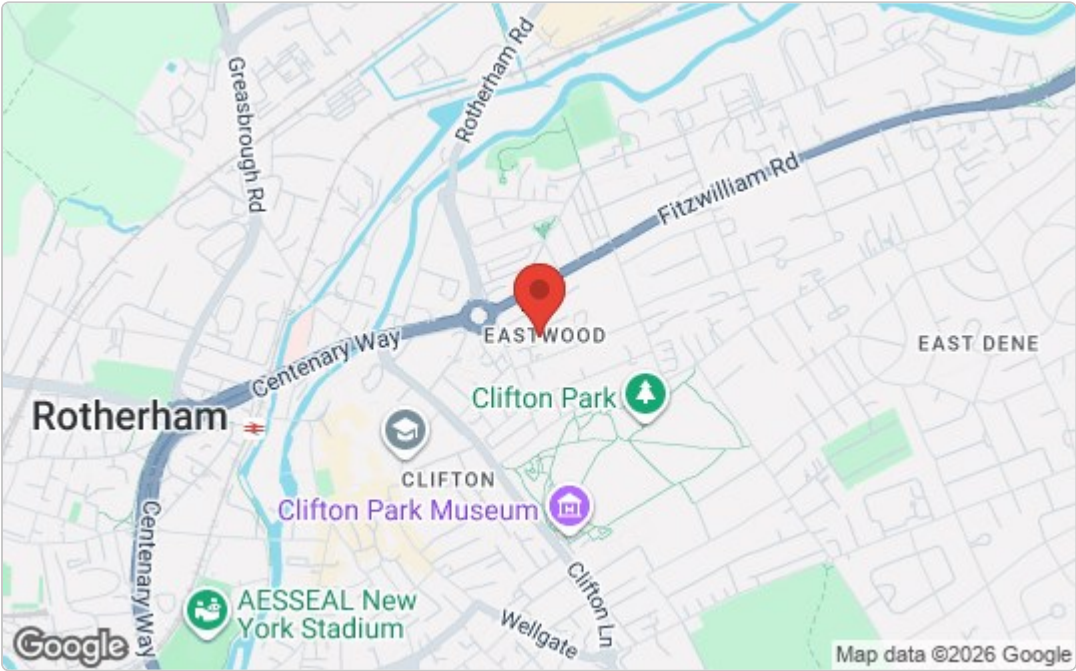 Rotherham Rd
Greasbrough Rd
Fitzwilliam Rd
EASTWOOD
EAST DENE
Centenary Way
Clifton Park
Rotherham
CLIFTON
Clifton Park Museum
Centenary Way
Clifton Ln
AESSEAL New
York Stadium
Wellgate
Google
Map data ©2026 Google